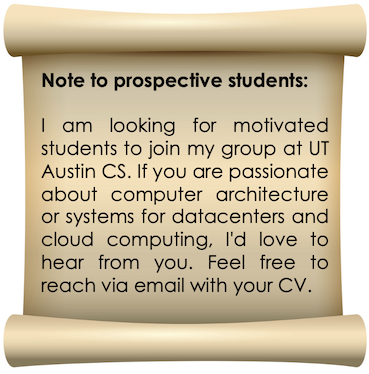 Note to prospective students:
I am looking for motivated
students to join my group at UT
Austin CS. If you are passionate
about computer architecture
or systems for datacenters and
cloud computing, I'd love to
hear from you. Feel free to
reach via email with your CV.